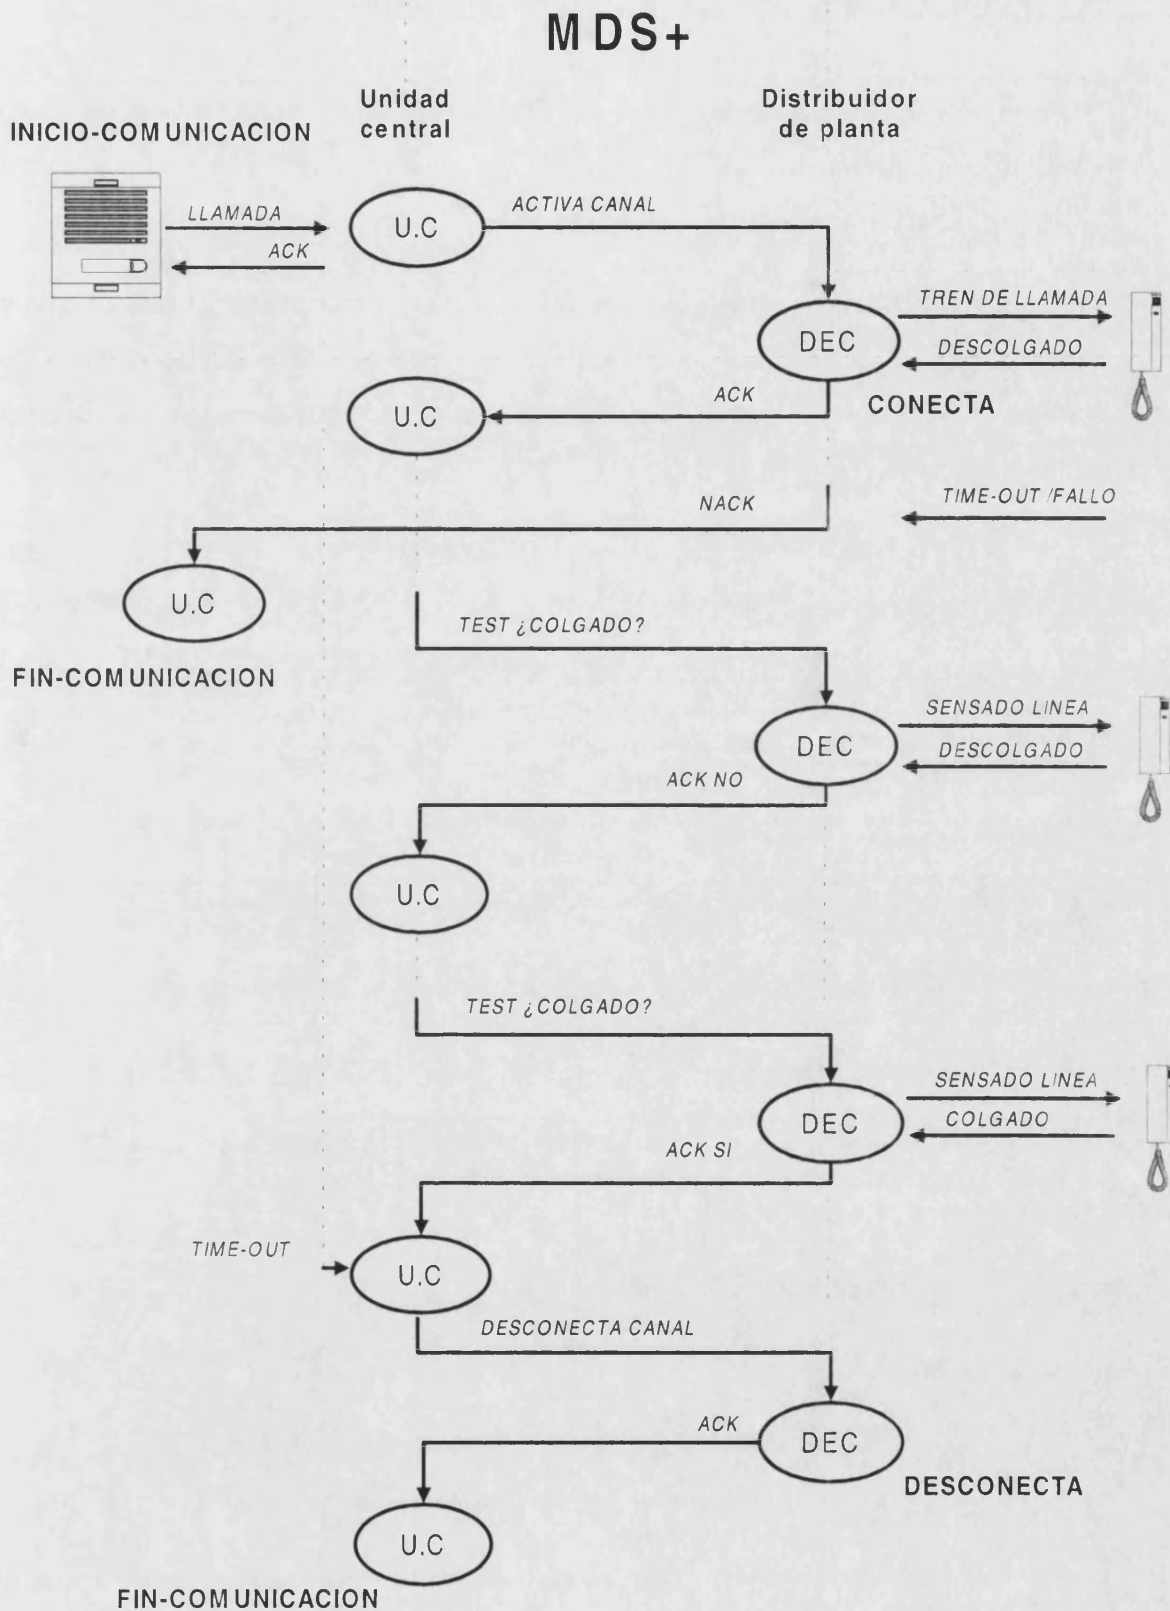 MDS+
Unidad
central
Distribuidor
de planta
INICIO-COMUNICACION
LLAMADA
ACK
U.C
ACTIVA CANAL
TREN DE LLAMADA
DEC
DESCOLGADO
CONECTA
ACK
U.C
NACK
TIME-OUT/FALLO
U.C
FIN-COMUNICACION
TEST ¿COLGADO?
SENSADO LINEA
DEC
DESCOLGADO
ACK NO
U.C
TEST ¿COLGADO?
SENSADO LINEA
DEC
COLGADO
ACK SI
TIME-OUT
U.C
DESCONECTA CANAL
ACK
DEC
DESCONECTA
U.C
FIN-COMUNICACION